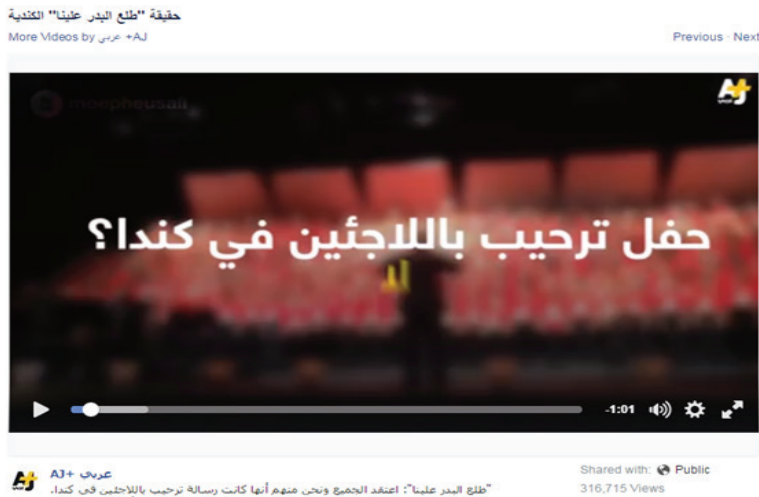 حقيقة "طلع البدر علينا" الكندية
More Videos by عربي +AJ
Previous · Next
moepheusali
AJ+ عربي
حفل ترحيب باللاجئين في كندا؟
-1:01
عربي +AJ
"طلع البدر علينا": اعتقد الجميع ونحن منهم أنها كانت رسالة ترحيب باللاجئين في كندا.
Shared with: Public
316,715 Views